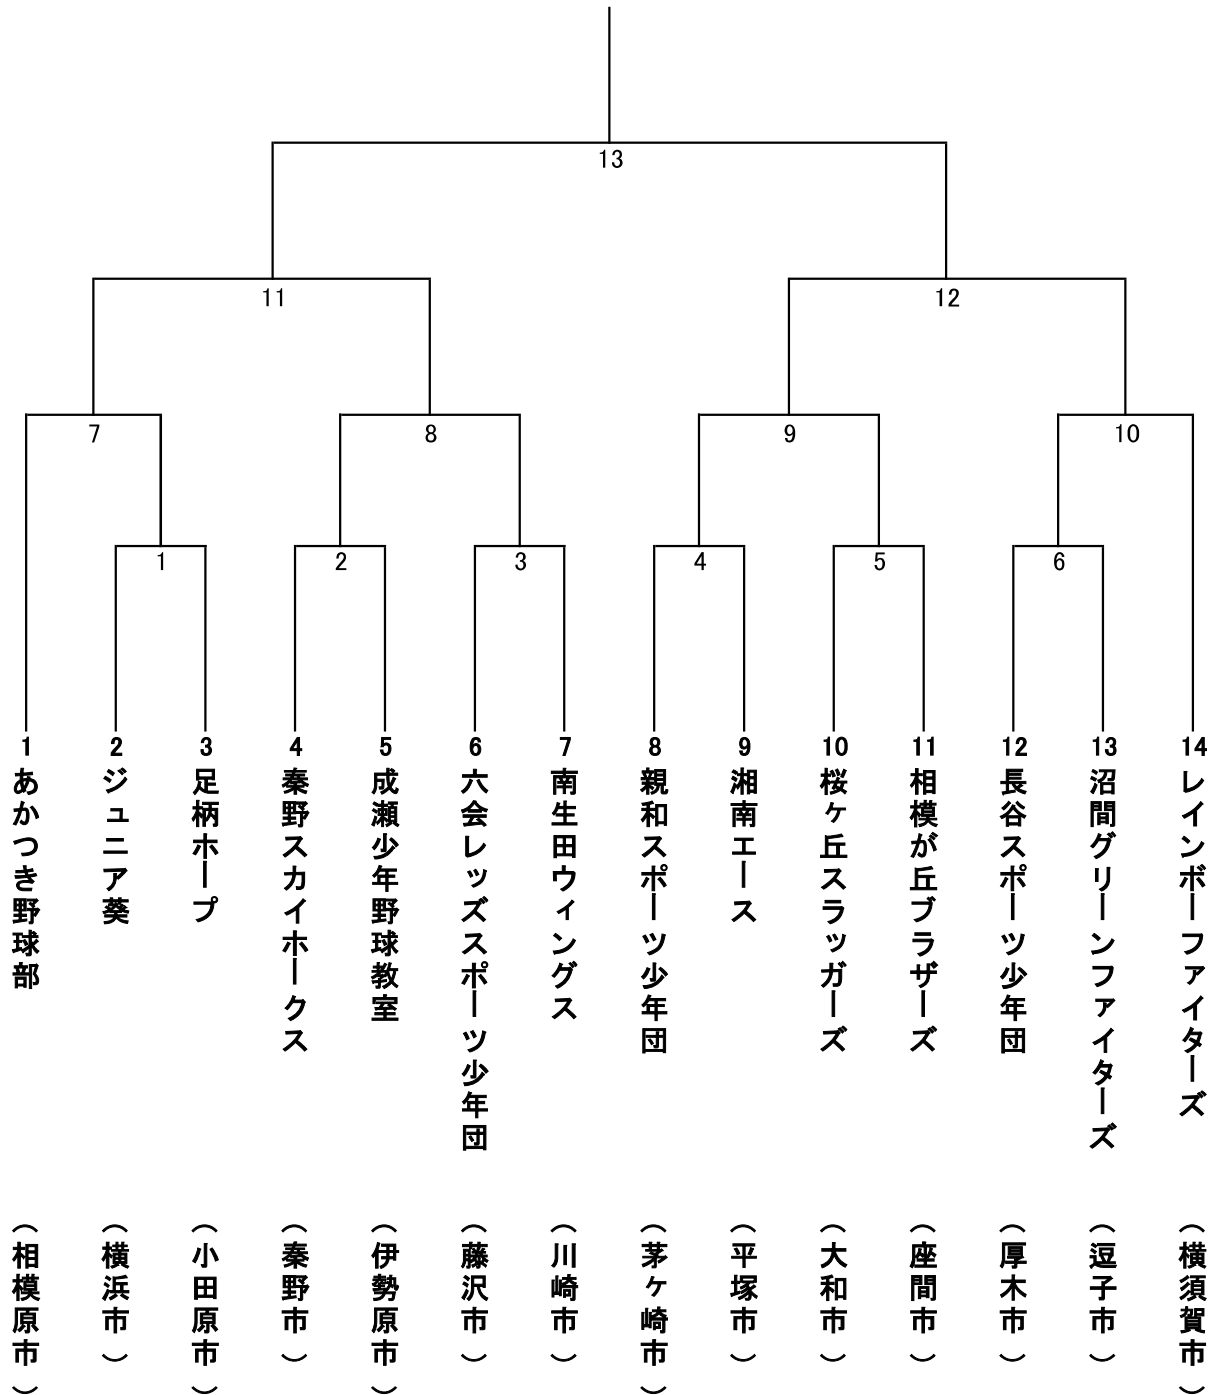 13
11
12
7
8
9
10
1
2
3
4
5
6
1 あかつき野球部 （相模原市）
2 ジュニア葵 （横浜市）
3 足柄ホープ （小田原市）
4 秦野スカイホークス （秦野市）
5 成瀬少年野球教室 （伊勢原市）
6 六会レッズスポーツ少年団 （藤沢市）
7 南生田ウィングス （川崎市）
8 親和スポーツ少年団 （茅ヶ崎市）
9 湘南エース （平塚市）
10 桜ヶ丘スラッガーズ （大和市）
11 相模が丘ブラザーズ （座間市）
12 長谷スポーツ少年団 （厚木市）
13 沼間グリーンファイターズ （逗子市）
14 レインボーファイターズ （横須賀市）